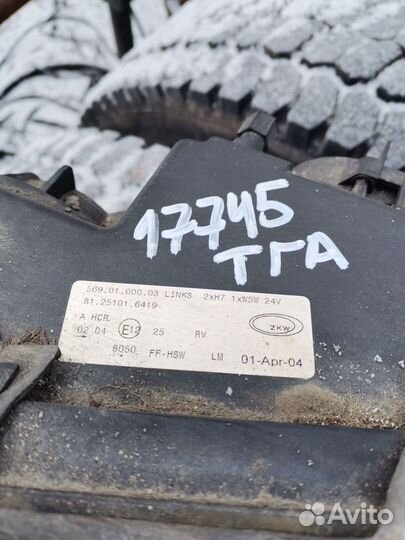 17745
ТГА
569.01.000.03 LINKS 2xH7 1xW5W 24V
81.25101.6419
A HCR.
02 04 E12 25 RV
8050 FF-HSW LM 01-Apr-04
ZKW
Avito